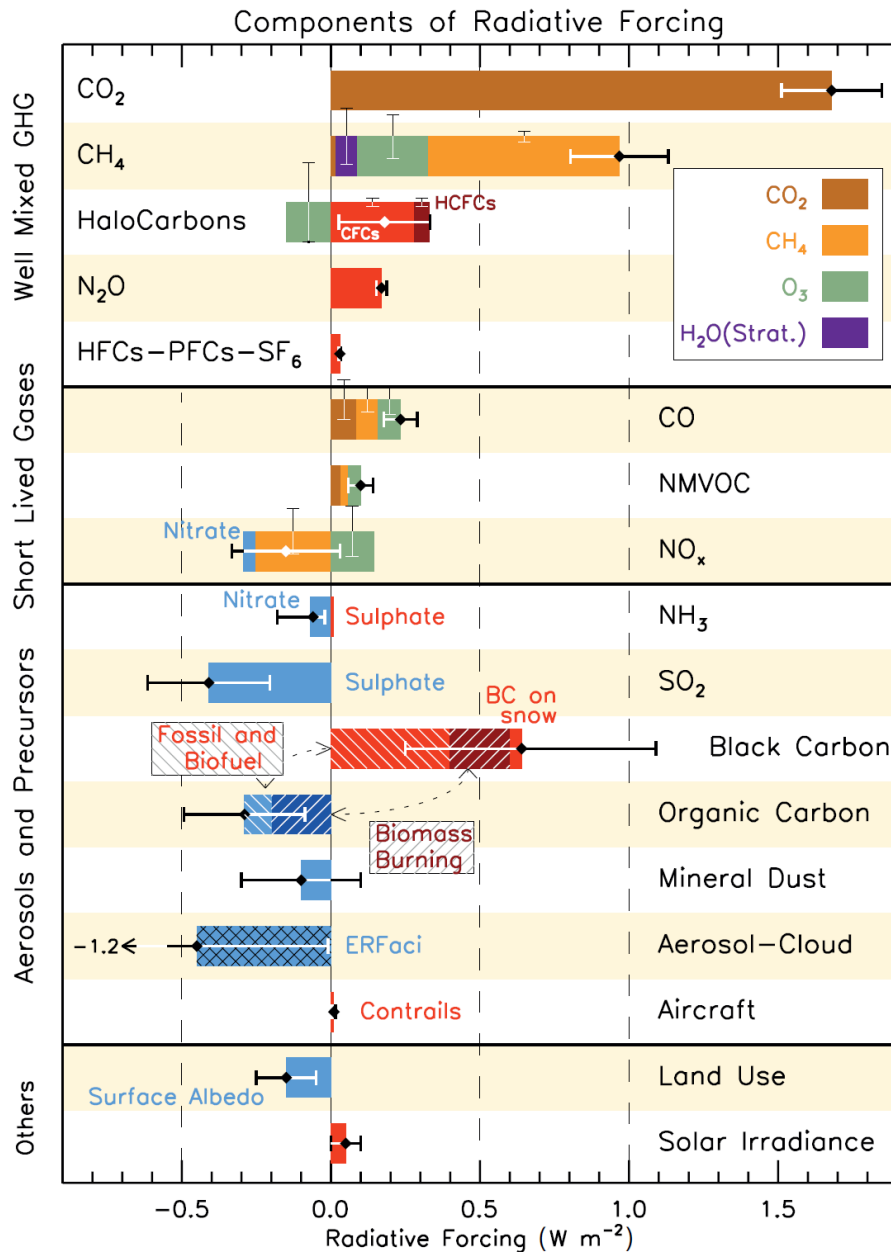 Components of Radiative Forcing
Well Mixed GHG
CO₂
CH₄
HaloCarbons
CFCs
HCFCs
N₂O
HFCs-PFCs-SF₆
CO₂
CH₄
O₃
H₂O(Strat.)
Short Lived Gases
CO
NMVOC
Nitrate
NOₓ
Aerosols and Precursors
Nitrate
Sulphate
NH₃
Sulphate
SO₂
BC on
snow
Fossil and
Biofuel
Black Carbon
Organic Carbon
Biomass
Burning
Mineral Dust
-1.2
ERFaci
Aerosol-Cloud
Contrails
Aircraft
Others
Land Use
Surface Albedo
Solar Irradiance
-0.5 0.0 0.5 1.0 1.5
Radiative Forcing (W m⁻²)